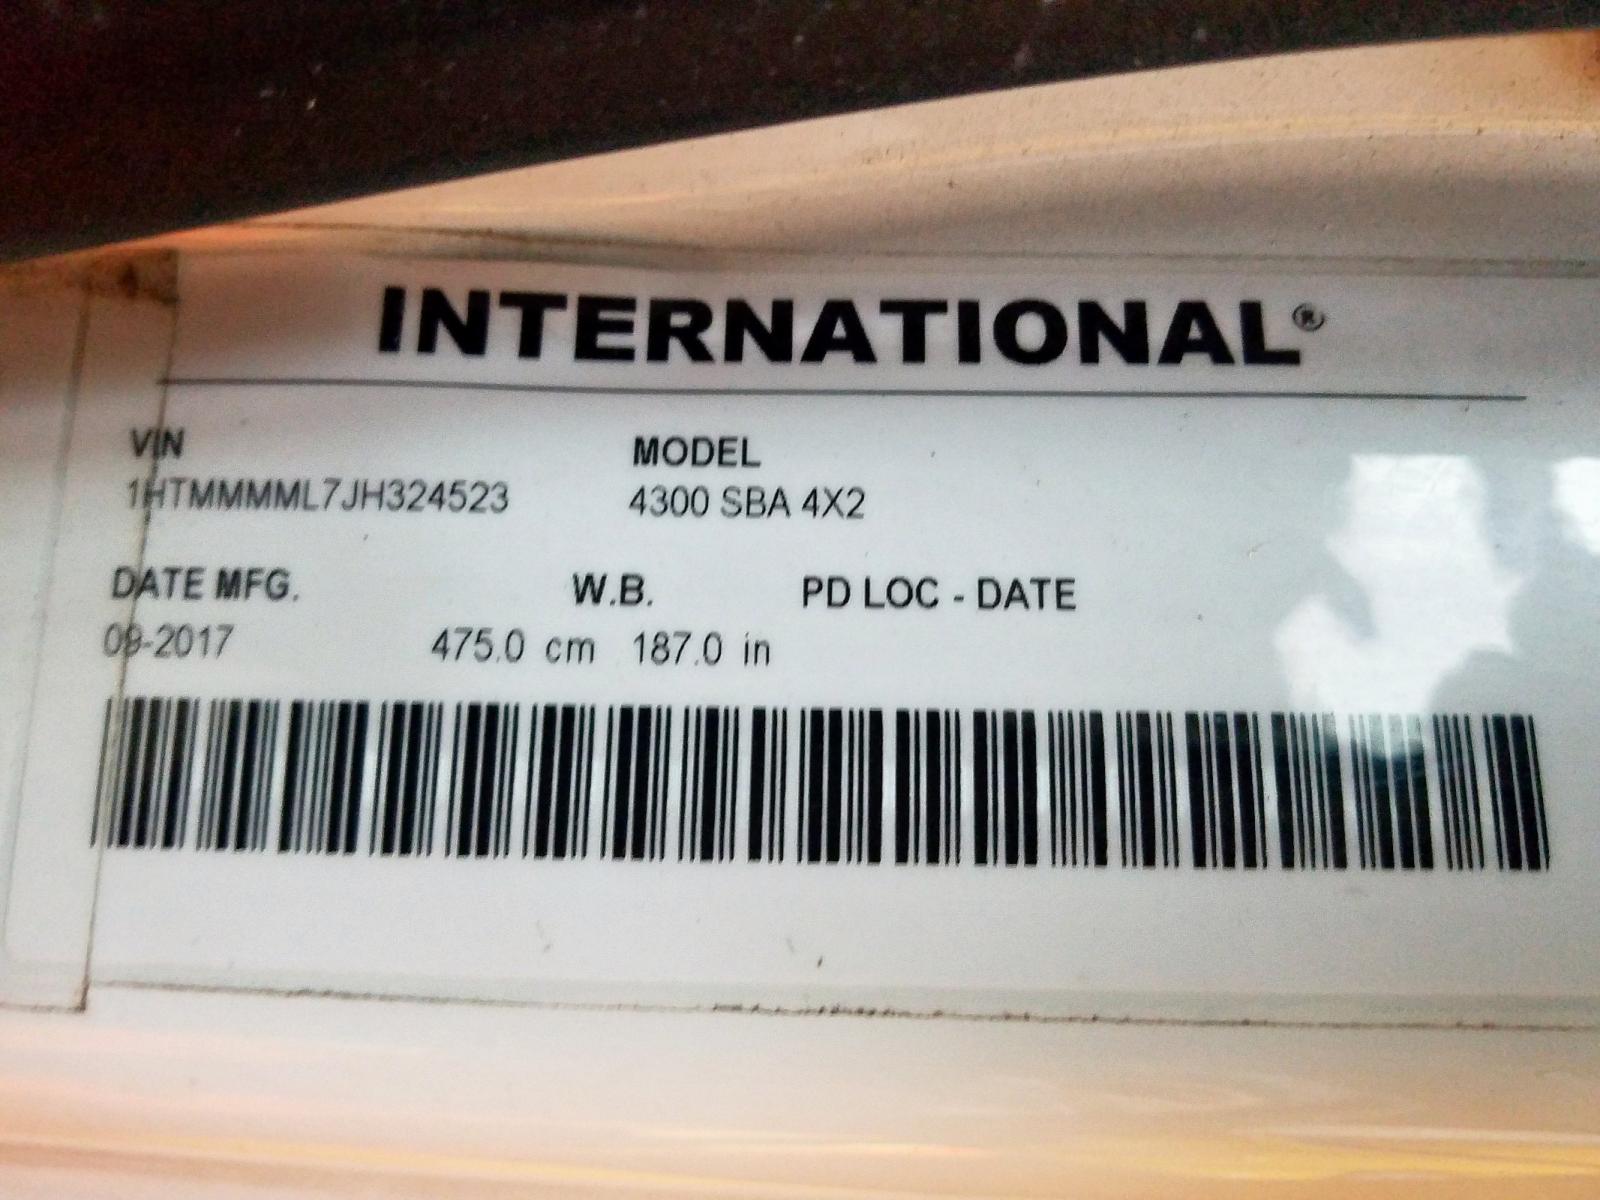 INTERNATIONAL®
VIN MODEL
1HTMMMML7JH324523 4300 SBA 4X2
DATE MFG. W.B. PD LOC - DATE
09-2017 475.0 cm 187.0 in